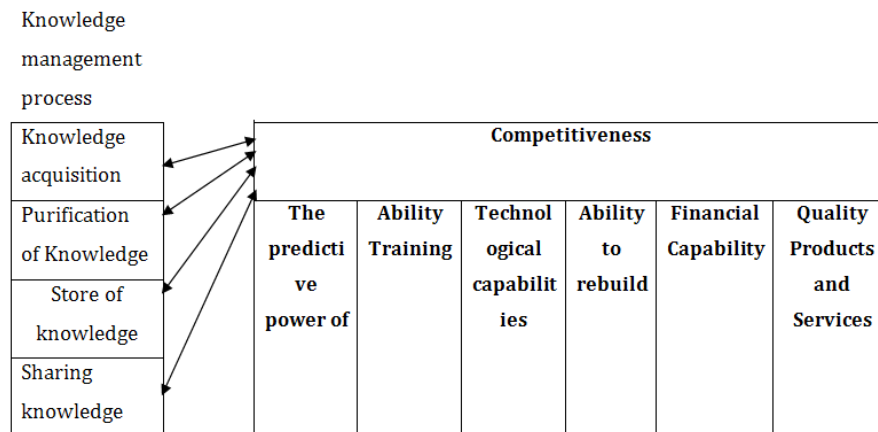 Knowledge
management
process
Knowledge
acquisition
Purification
of Knowledge
Store of
knowledge
Sharing
knowledge
Competitiveness
The
predicti
ve
power of
Ability
Training
Technol
ogical
capabilit
ies
Ability
to
rebuild
Financial
Capability
Quality
Products
and
Services